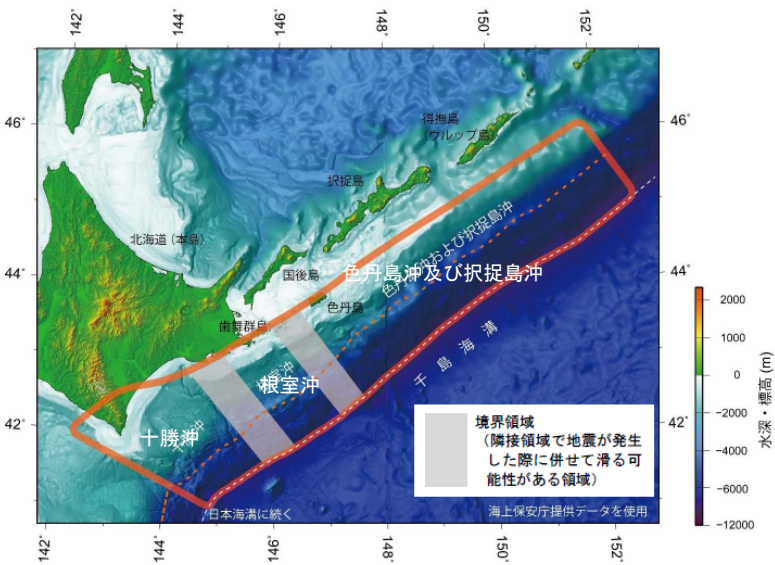 142°
144°
146°
148°
150°
152°
46°
46°
得撫島
(ウルップ島)
択捉島
北海道 (本島)
44°
国後島
44°
色丹島沖および択捉島沖
色丹島沖及び択捉島沖
色丹島
歯舞群島
千島海溝
根室沖
根室沖
42°
42°
十勝沖
十勝沖
境界領域
（隣接領域で地震が発生
した際に併せて滑る可
能性がある領域）
日本海溝に続く
海上保安庁提供データを使用
142°
144°
146°
148°
150°
152°
2000
1000
0
−2000
−4000
−6000
−12000
水深・標高 (m)